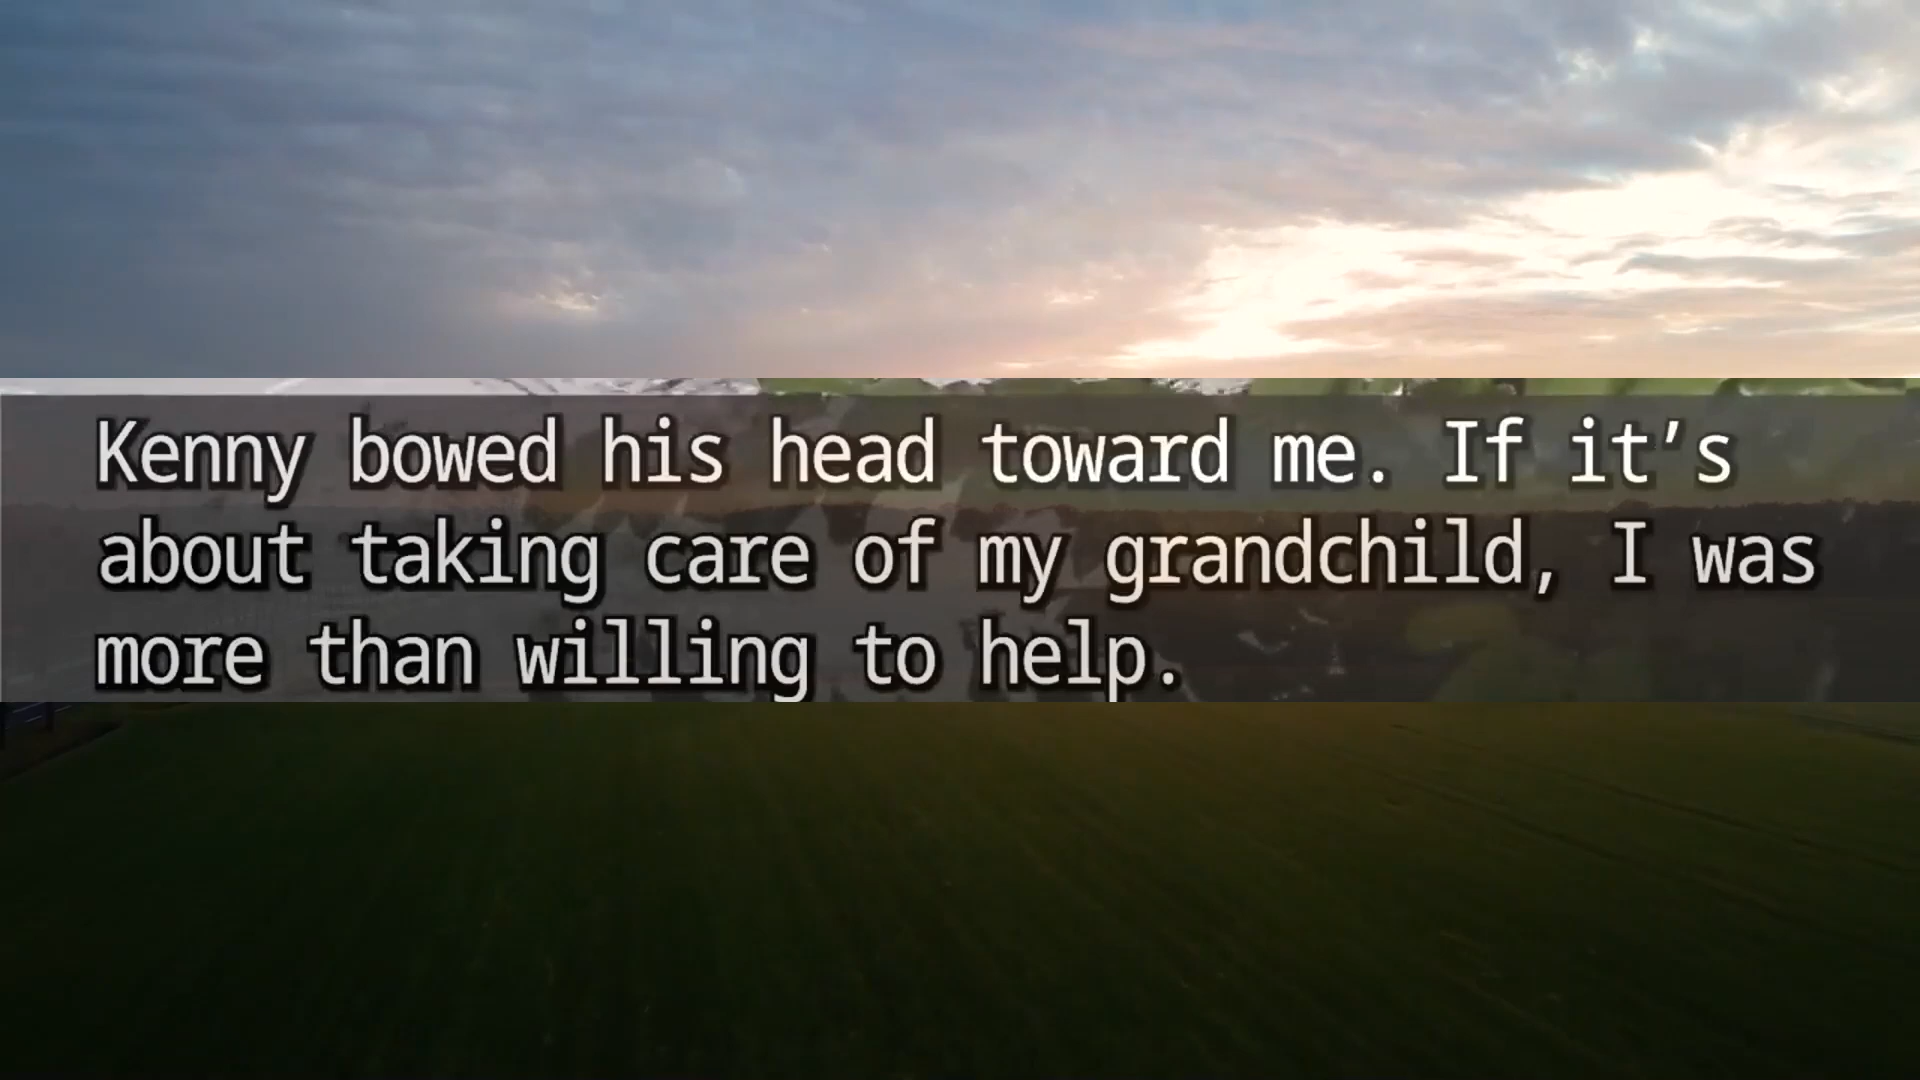 Kenny bowed his head toward me. If it’s
about taking care of my grandchild, I was
more than willing to help.